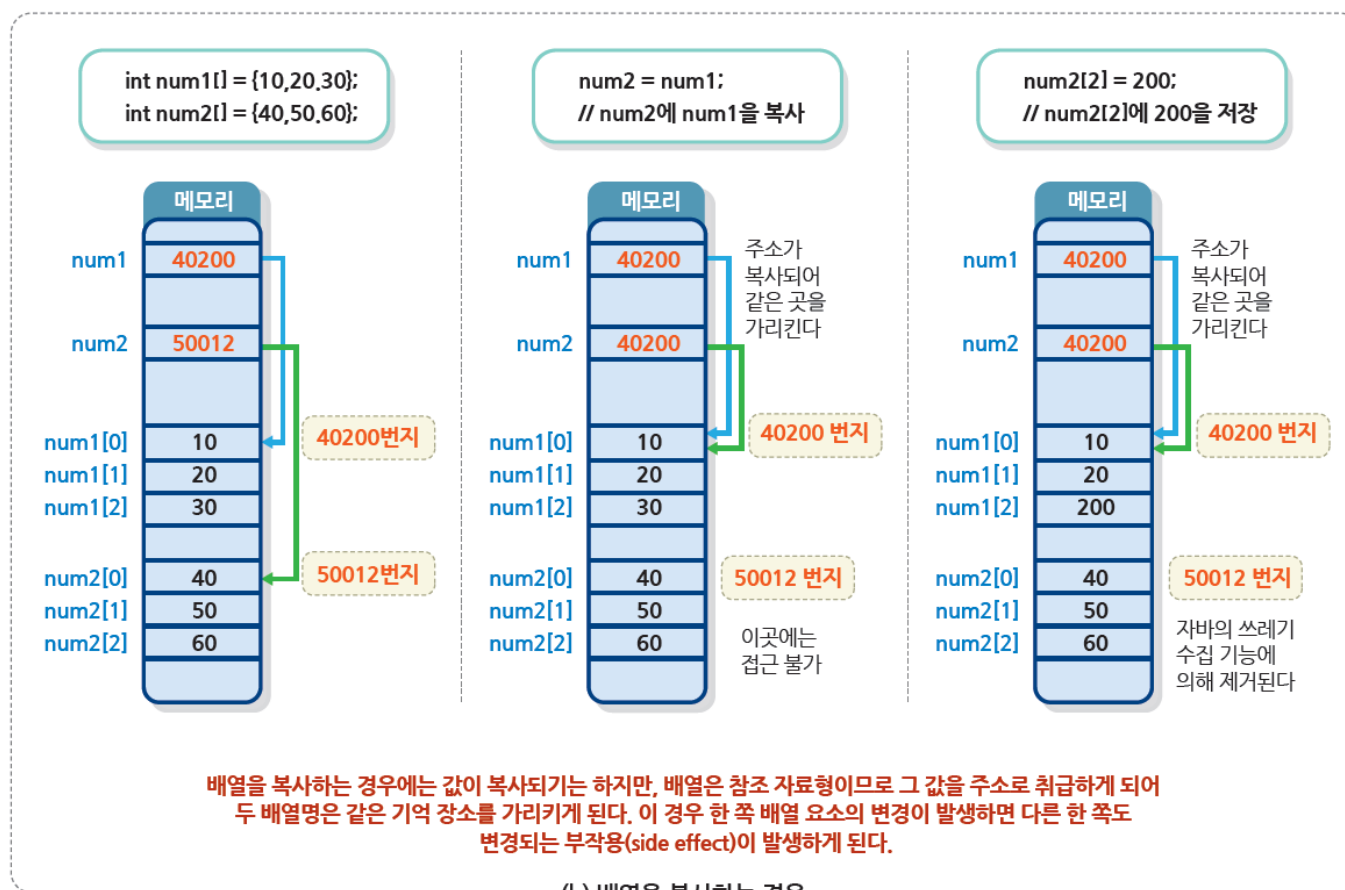 int num1[] = {10,20.30};
int num2[] = {40,50.60};
메모리
num1
40200
num2
50012
num1[0]
10
40200번지
num1[1]
20
num1[2]
30
num2[0]
40
50012번지
num2[1]
50
num2[2]
60
num2 = num1;
// num2에 num1을 복사
메모리
num1
40200
주소가
복사되어
같은 곳을
가리킨다
num2
40200
num1[0]
10
40200 번지
num1[1]
20
num1[2]
30
num2[0]
40
50012 번지
num2[1]
50
num2[2]
60
이곳에는
접근 불가
num2[2] = 200;
// num2[2]에 200을 저장
메모리
num1
40200
주소가
복사되어
같은 곳을
가리킨다
num2
40200
num1[0]
10
40200 번지
num1[1]
20
num1[2]
200
num2[0]
40
50012 번지
num2[1]
50
num2[2]
60
자바의 쓰레기
수집 기능에
의해 제거된다
배열을 복사하는 경우에는 값이 복사되기는 하지만, 배열은 참조 자료형이므로 그 값을 주소로 취급하게 되어
두 배열명은 같은 기억 장소를 가리키게 된다. 이 경우 한 쪽 배열 요소의 변경이 발생하면 다른 한 쪽도
변경되는 부작용(side effect)이 발생하게 된다.
(b) 배열을 복사하는 경우